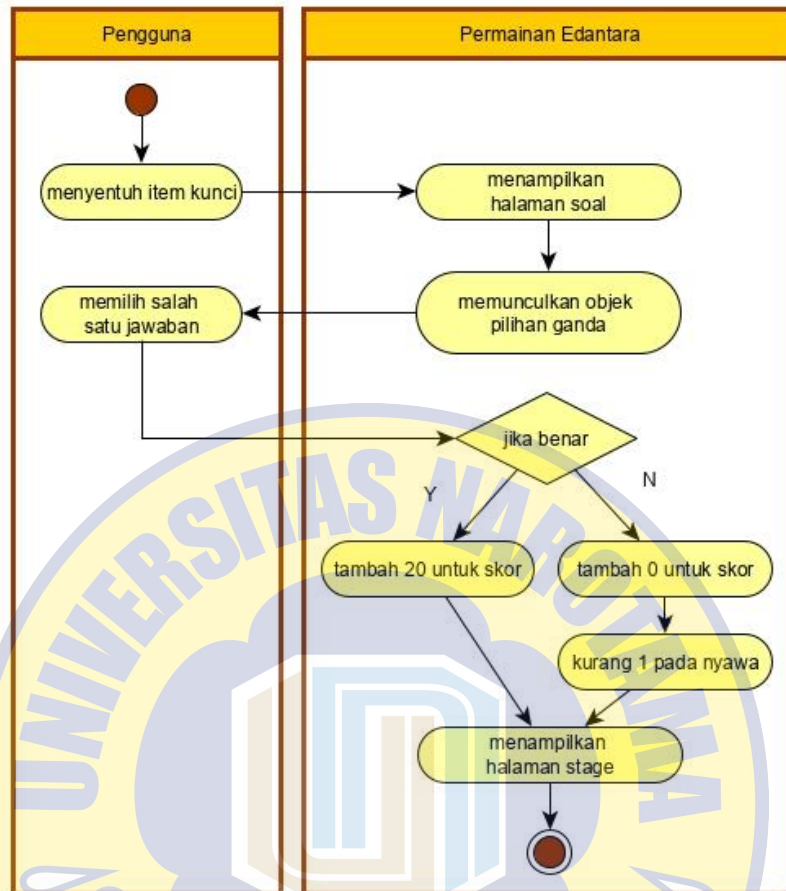 Pengguna
Permainan Edantara
menyentuh item kunci
menampilkan
halaman soal
memunculkan objek
pilihan ganda
memilih salah
satu jawaban
jika benar
Y
N
tambah 20 untuk skor
tambah 0 untuk skor
kurang 1 pada nyawa
menampilkan
halaman stage
UNIVERSITAS NAROTAMA